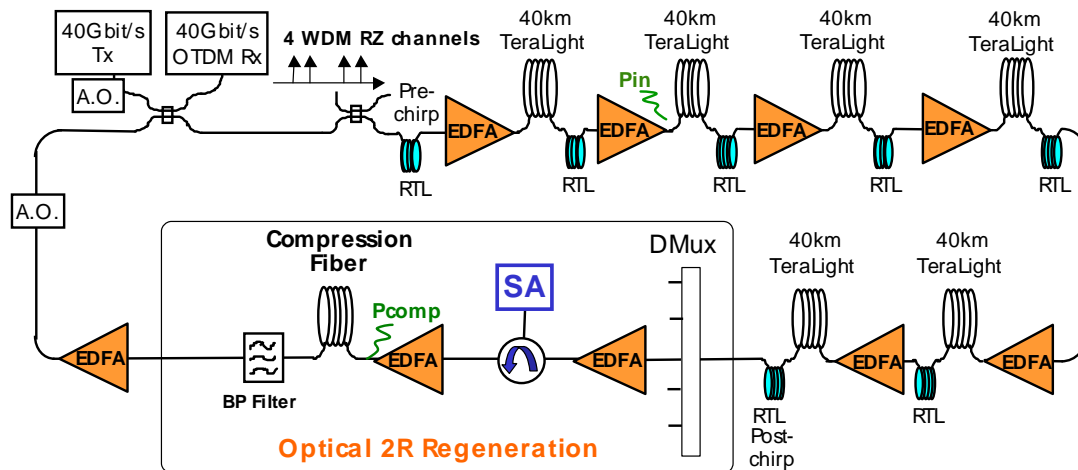 40Gbit/s
Tx
40Gbit/s
OTDM Rx
A.O.
4 WDM RZ channels
Pre-
chirp
RTL
EDFA
40km
TeraLight
RTL
EDFA
Pin
40km
TeraLight
RTL
EDFA
40km
TeraLight
RTL
EDFA
40km
TeraLight
RTL
A.O.
Compression
Fiber
DMux
40km
TeraLight
40km
TeraLight
SA
Pcomp
EDFA
BP Filter
EDFA
EDFA
EDFA
EDFA
RTL
Post-
chirp
RTL
Optical 2R Regeneration